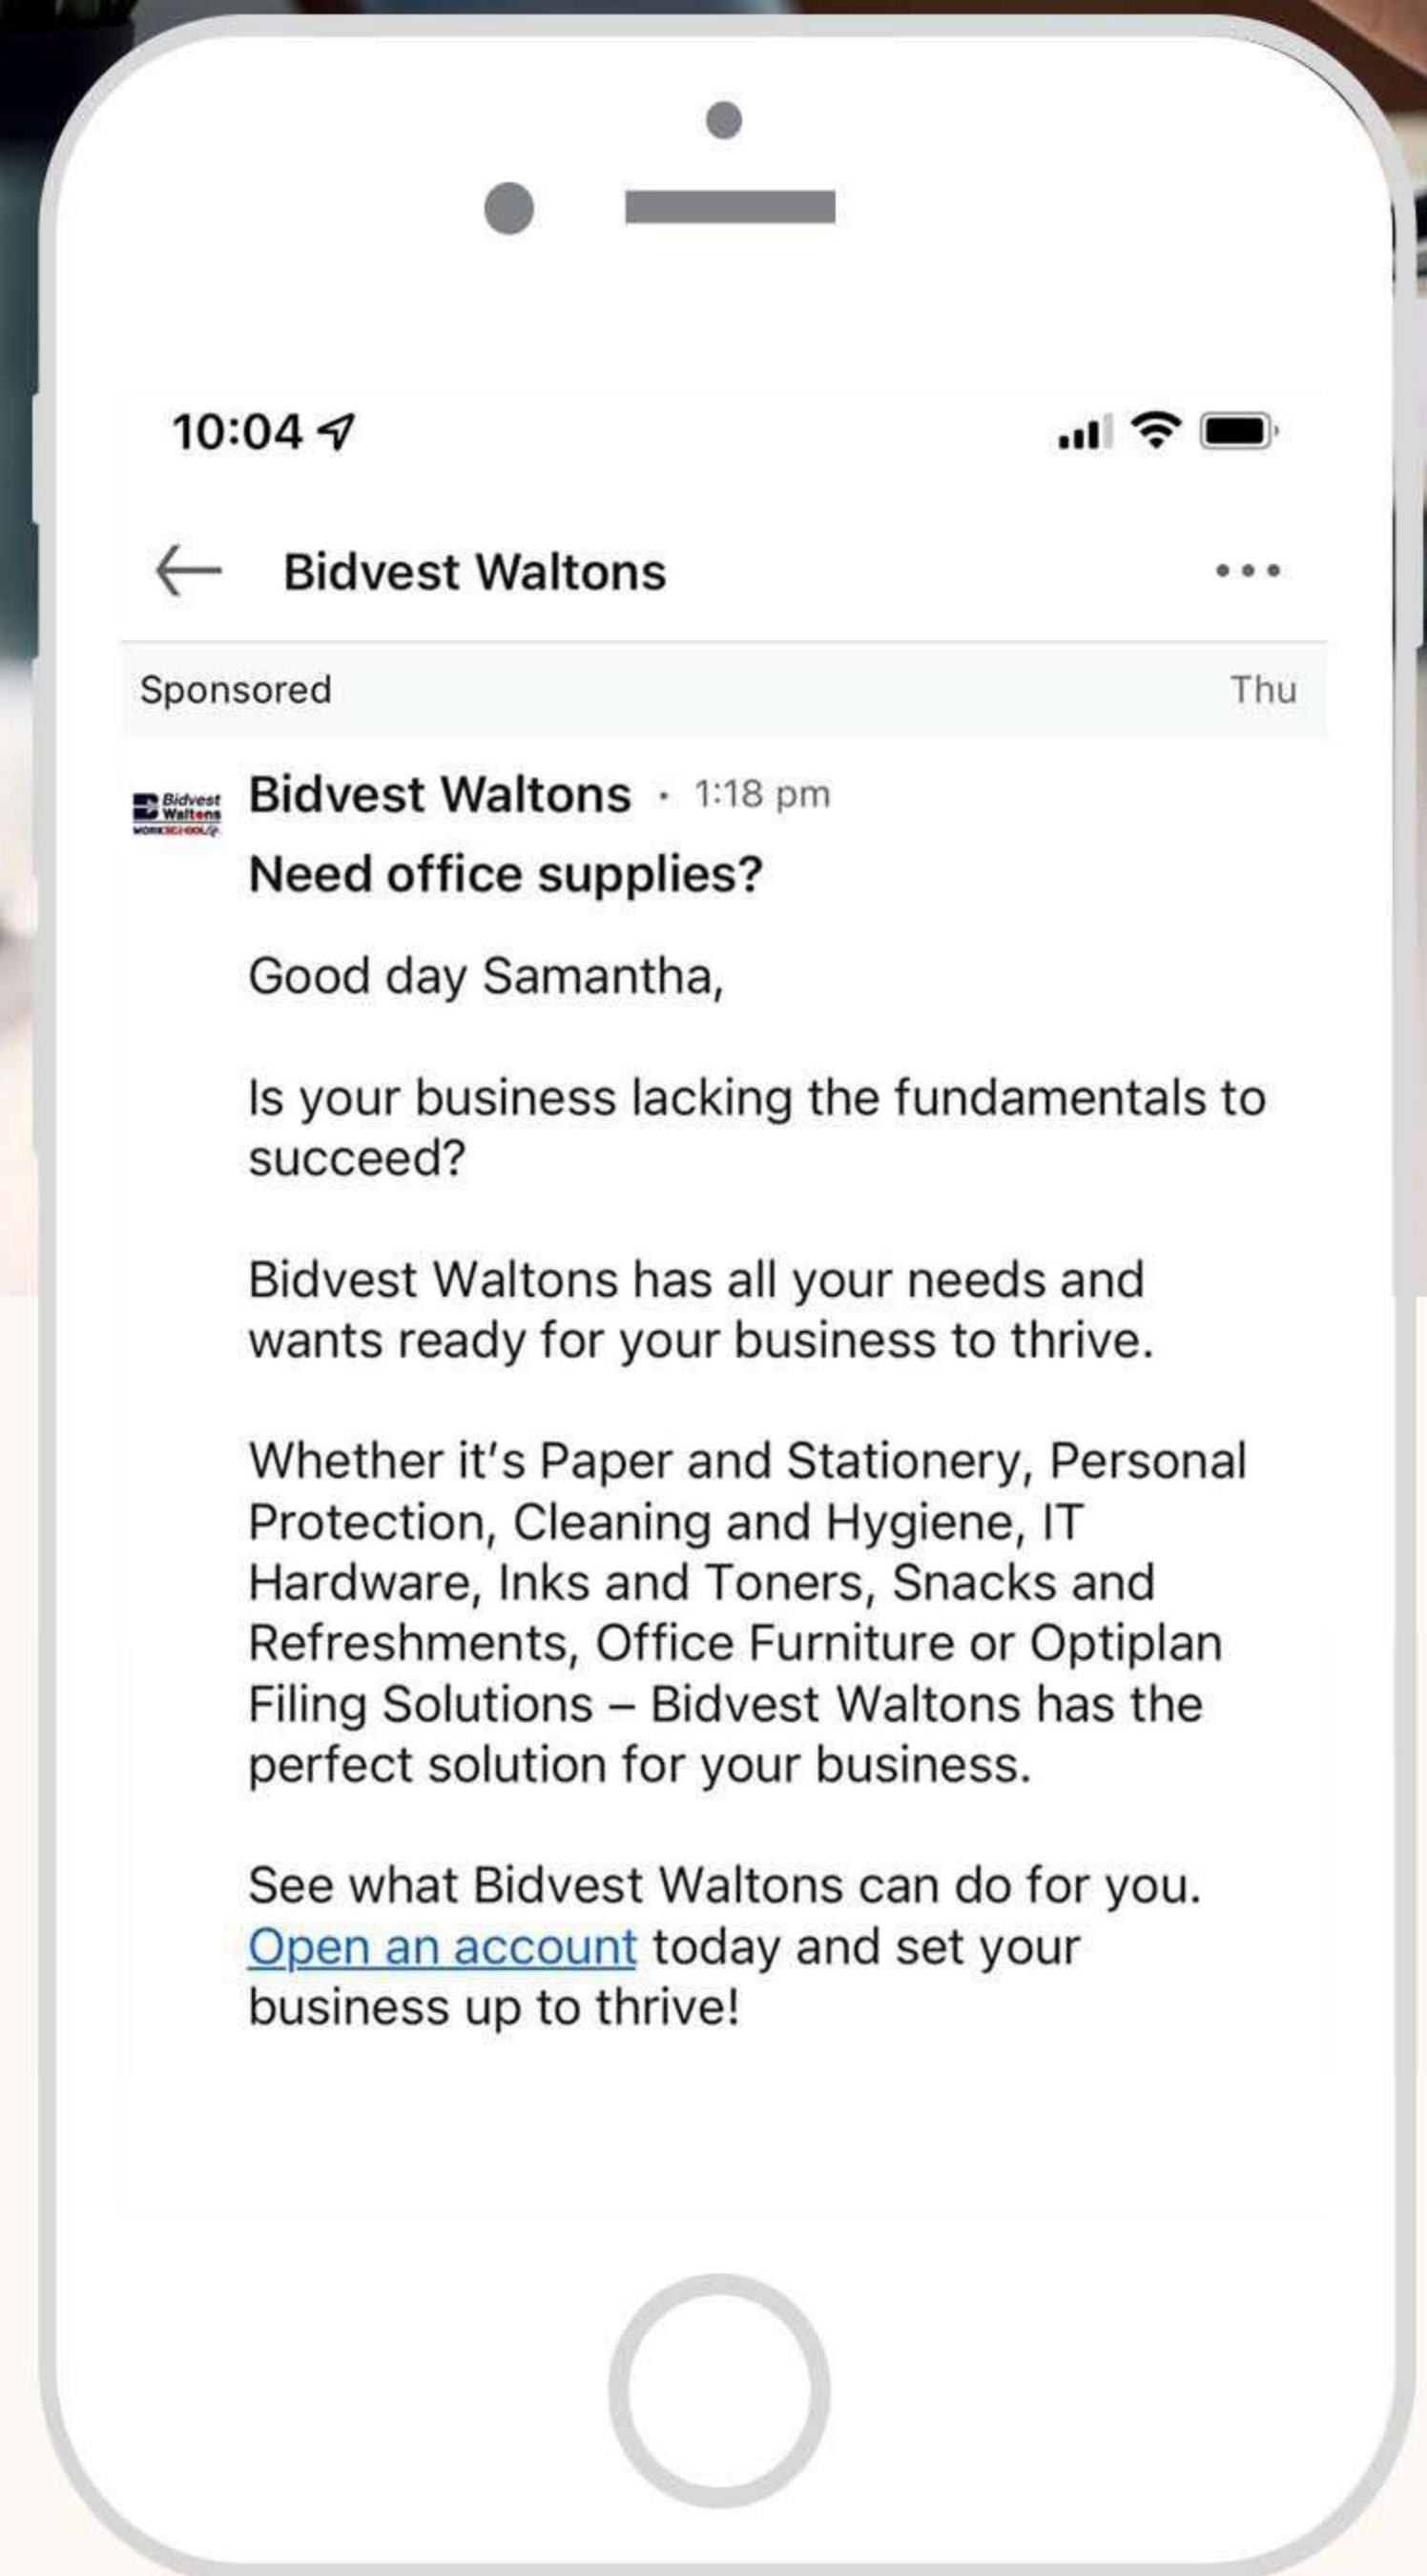 10:04
Bidvest Waltons
Sponsored Thu
Bidvest Waltons
WORKSCHOOLlife
Bidvest Waltons · 1:18 pm
Need office supplies?
Good day Samantha,
Is your business lacking the fundamentals to
succeed?
Bidvest Waltons has all your needs and
wants ready for your business to thrive.
Whether it's Paper and Stationery, Personal
Protection, Cleaning and Hygiene, IT
Hardware, Inks and Toners, Snacks and
Refreshments, Office Furniture or Optiplan
Filing Solutions – Bidvest Waltons has the
perfect solution for your business.
See what Bidvest Waltons can do for you.
Open an account today and set your
business up to thrive!